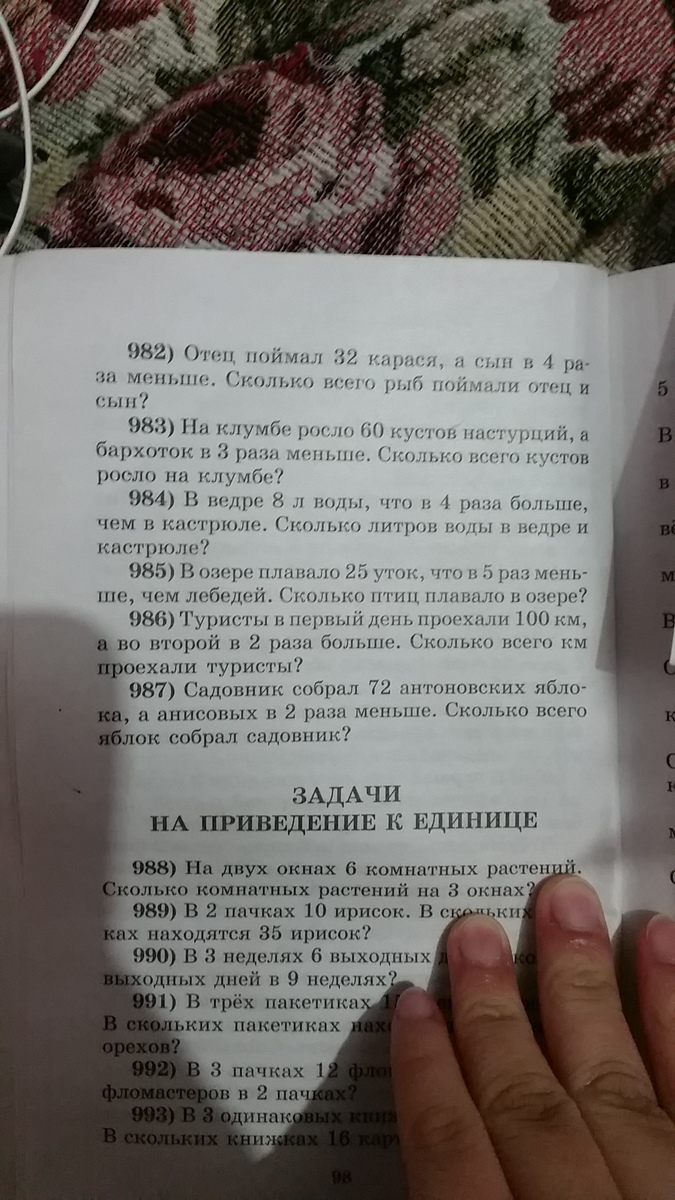 982) Отец поймал 32 карася, а сын в 4 ра-
за меньше. Сколько всего рыб поймали отец и
сын?
983) На клумбе росло 60 кустов настурций, а
бархоток в 3 раза меньше. Сколько всего кустов
росло на клумбе?
984) В ведре 8 л воды, что в 4 раза больше,
чем в кастрюле. Сколько литров воды в ведре и
кастрюле?
985) В озере плавало 25 уток, что в 5 раз мень-
ше, чем лебедей. Сколько птиц плавало в озере?
986) Туристы в первый день проехали 100 км,
а во второй в 2 раза больше. Сколько всего км
проехали туристы?
987) Садовник собрал 72 антоновских ябло-
ка, а анисовых в 2 раза меньше. Сколько всего
яблок собрал садовник?
ЗАДАЧИ
НА ПРИВЕДЕНИЕ К ЕДИНИЦЕ
988) На двух окнах 6 комнатных растений.
Сколько комнатных растений на 3 окнах?
989) В 2 пачках 10 ирисок. В скольких
ках находятся 35 ирисок?
990) В 3 неделях 6 выходных
выходных дней в 9 неделях?
991) В трёх пакетиках
В скольких пакетиках
орехов?
992) В 3 пачках 12
фломастеров в 2 пачках?
993) В 3 одинаковых
В скольких книжках 16
98
5
В
в
м
В